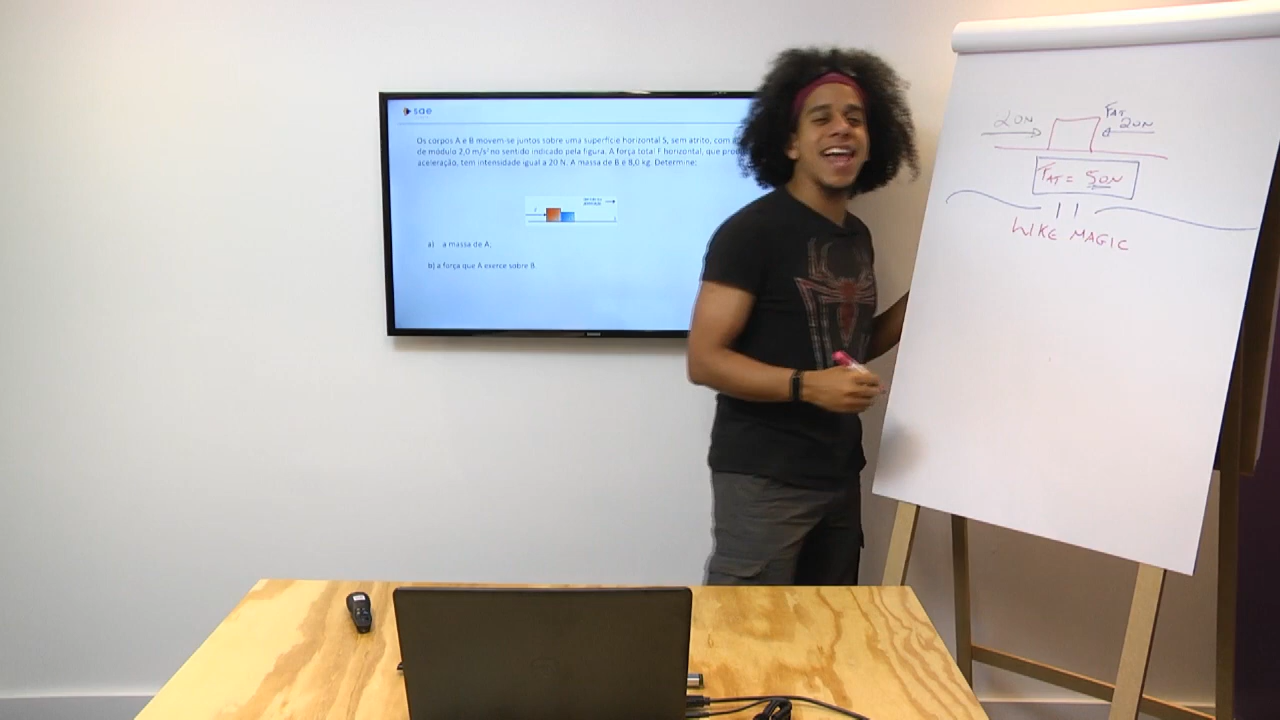 sae
Os corpos A e B movem-se juntos sobre uma superfície horizontal S, sem atrito, com
de módulo 2,0 m/s² no sentido indicado pela figura. A força total F horizontal, que
aceleração, tem intensidade igual a 20 N. A massa de B é 8,0 kg. Determine:
a) a massa de A;
b) a força que A exerce sobre B
20N
FAT
20N
FAT = 50N
LIKE MAGIC